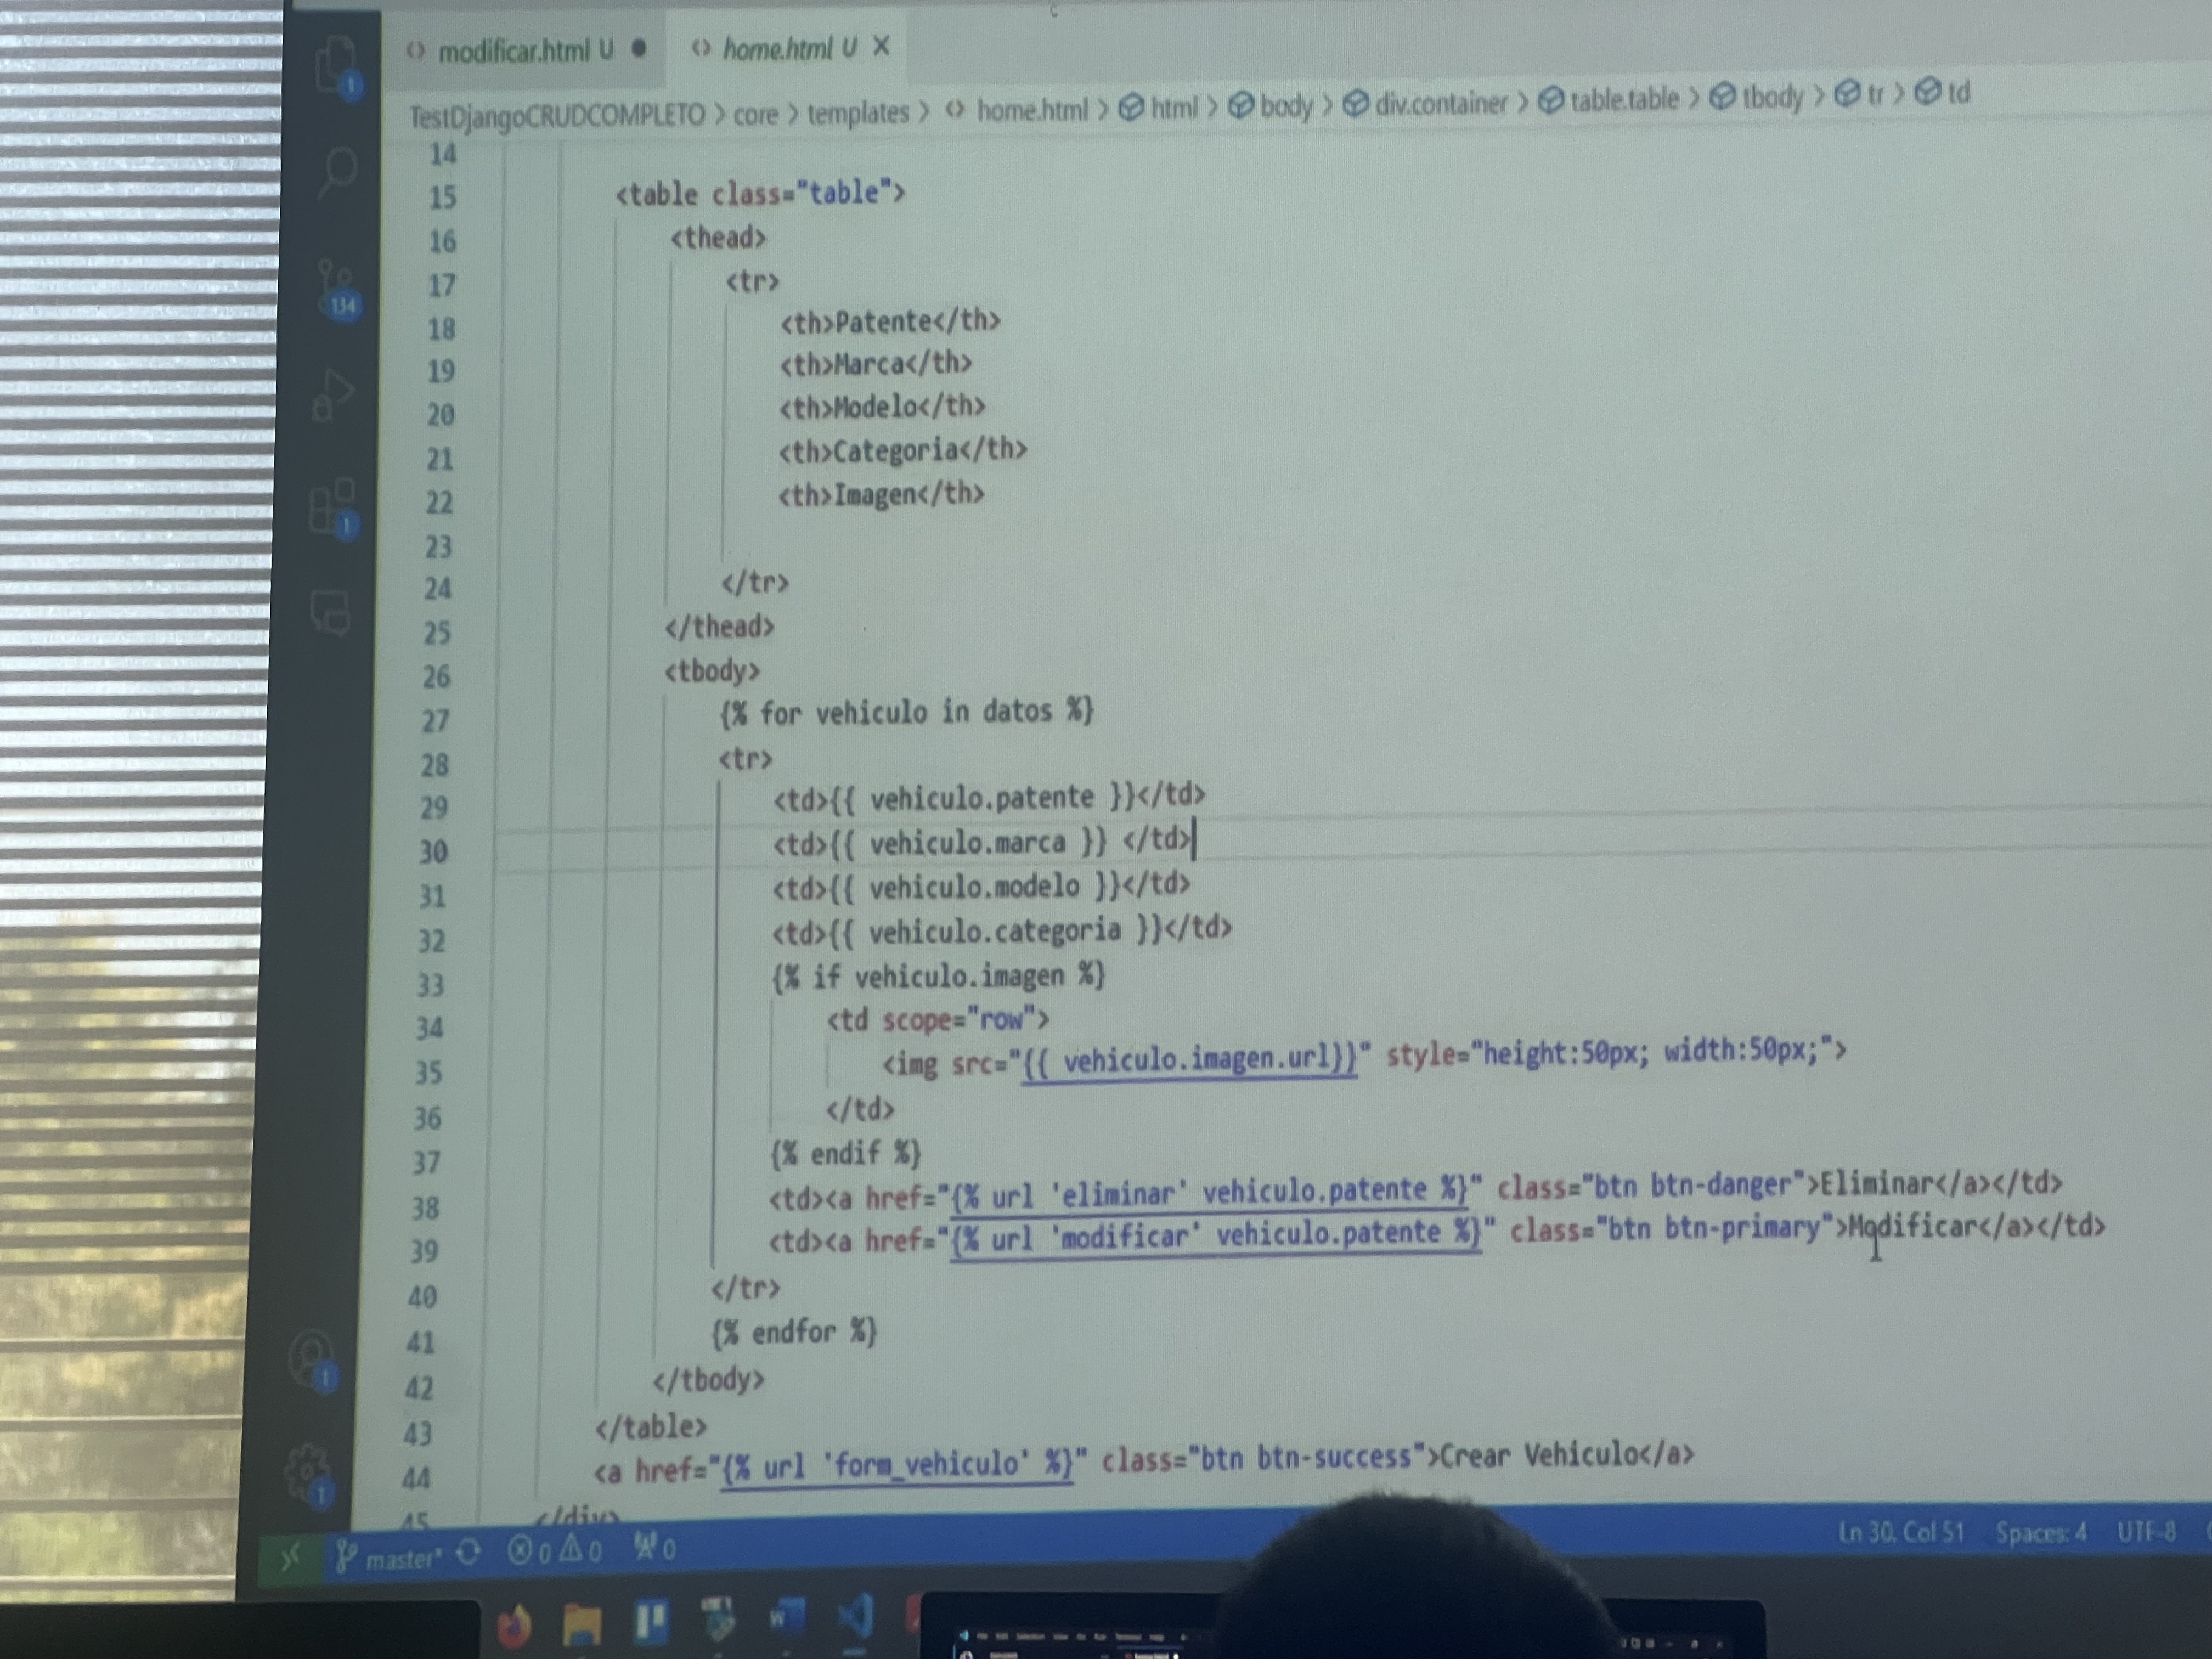 modificar.html U
home.html U
TestDjangoCRUDCOMPLETO > core > templates > home.html > html > body > div.container > table.table > tbody > tr > td
14
15 <table class="table">
16 <thead>
17 <tr>
18 <th>Patente</th>
19 <th>Marca</th>
20 <th>Modelo</th>
21 <th>Categoria</th>
22 <th>Imagen</th>
23
24 </tr>
25 </thead>
26 <tbody>
27 {% for vehiculo in datos %}
28 <tr>
29 <td>{{ vehiculo.patente }}</td>
30 <td>{{ vehiculo.marca }} </td>
31 <td>{{ vehiculo.modelo }}</td>
32 <td>{{ vehiculo.categoria }}</td>
33 {% if vehiculo.imagen %}
34 <td scope="row">
35 <img src="{{ vehiculo.imagen.url}}" style="height:50px; width:50px;">
36 </td>
37 {% endif %}
38 <td><a href="{% url 'eliminar' vehiculo.patente %}" class="btn btn-danger">Eliminar</a></td>
39 <td><a href="{% url 'modificar' vehiculo.patente %}" class="btn btn-primary">Modificar</a></td>
40 </tr>
41 {% endfor %}
42 </tbody>
43 </table>
44 <a href="{% url 'form_vehiculo' %}" class="btn btn-success">Crear Vehiculo</a>
45 </div>
1
134
1
1
1
master* 0 0 0
Ln 30, Col 51 Spaces: 4 UTF-8